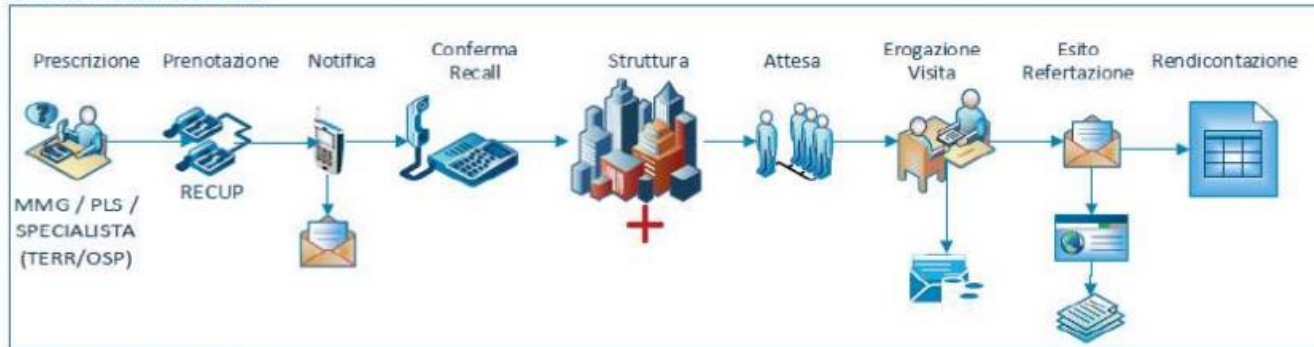 Prescrizione
Prenotazione
Notifica
Conferma
Recall
Struttura
Attesa
Erogazione
Visita
Esito
Refertazione
Rendicontazione
RECUP
MMG / PLS /
SPECIALISTA
(TERR/OSP)